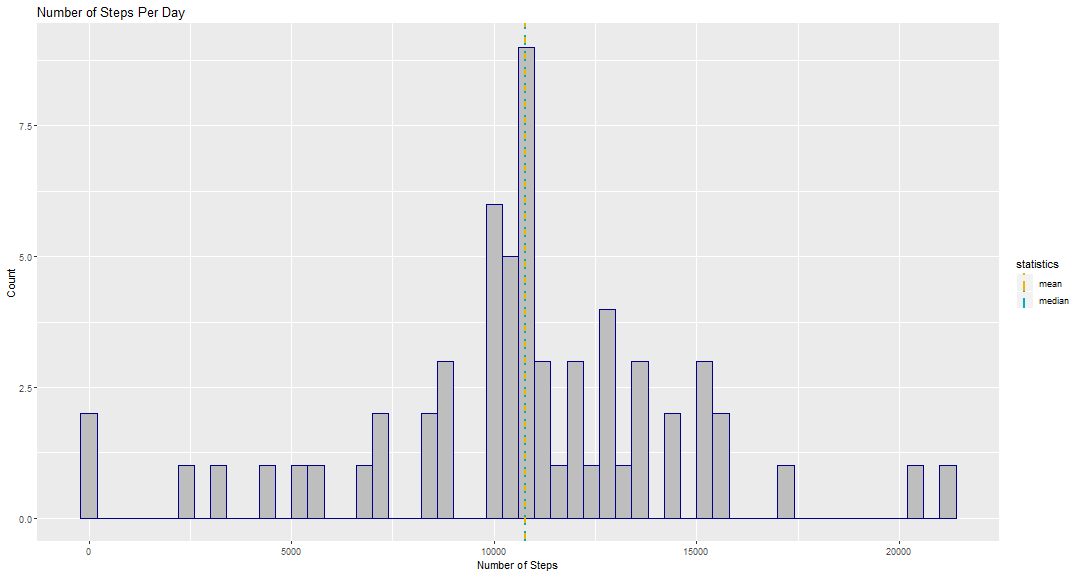 Number of Steps Per Day
7.5
5.0
2.5
0.0
Count
0
5000
10000
15000
20000
Number of Steps
statistics
mean
median